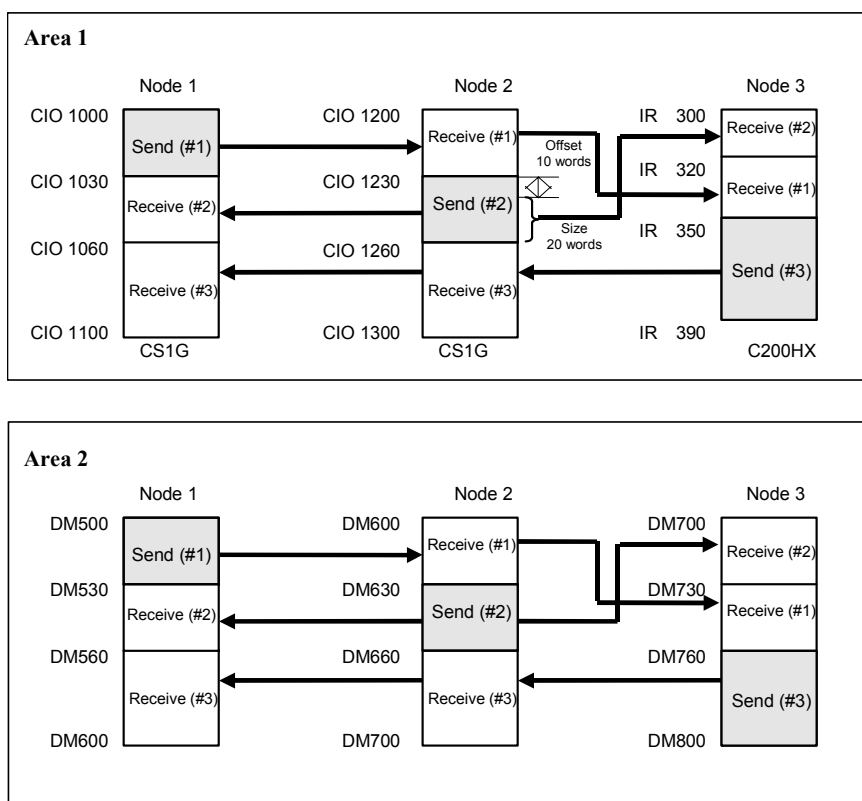 Area 1
Node 1
Node 2
Node 3
CIO 1000
CIO 1200
IR 300
Send (#1)
Receive (#1)
Offset
10 words
Receive (#2)
CIO 1030
CIO 1230
IR 320
Receive (#2)
Send (#2)
Receive (#1)
Size
20 words
CIO 1060
CIO 1260
IR 350
Receive (#3)
Receive (#3)
Send (#3)
CIO 1100
CIO 1300
IR 390
CS1G
CS1G
C200HX
Area 2
Node 1
Node 2
Node 3
DM500
DM600
DM700
Send (#1)
Receive (#1)
Receive (#2)
DM530
DM630
DM730
Receive (#2)
Send (#2)
Receive (#1)
DM560
DM660
DM760
Receive (#3)
Receive (#3)
Send (#3)
DM600
DM700
DM800